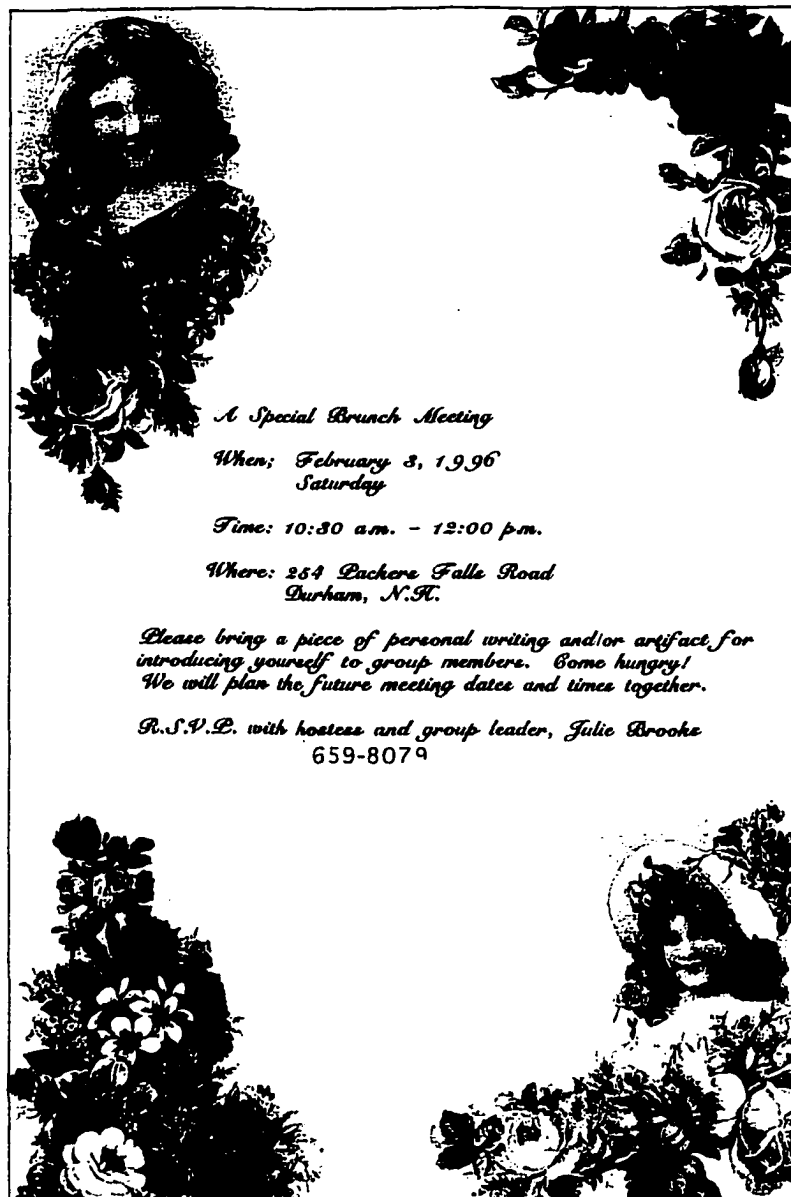 A Special Brunch Meeting
When; February 3, 1996
Saturday
Time: 10:30 a.m. - 12:00 p.m.
Where: 254 Packers Falls Road
Durham, N.H.
Please bring a piece of personal writing and/or artifact for
introducing yourself to group members. Come hungry!
We will plan the future meeting dates and times together.
R.S.V.P. with hostess and group leader, Julie Brooks
659-8079